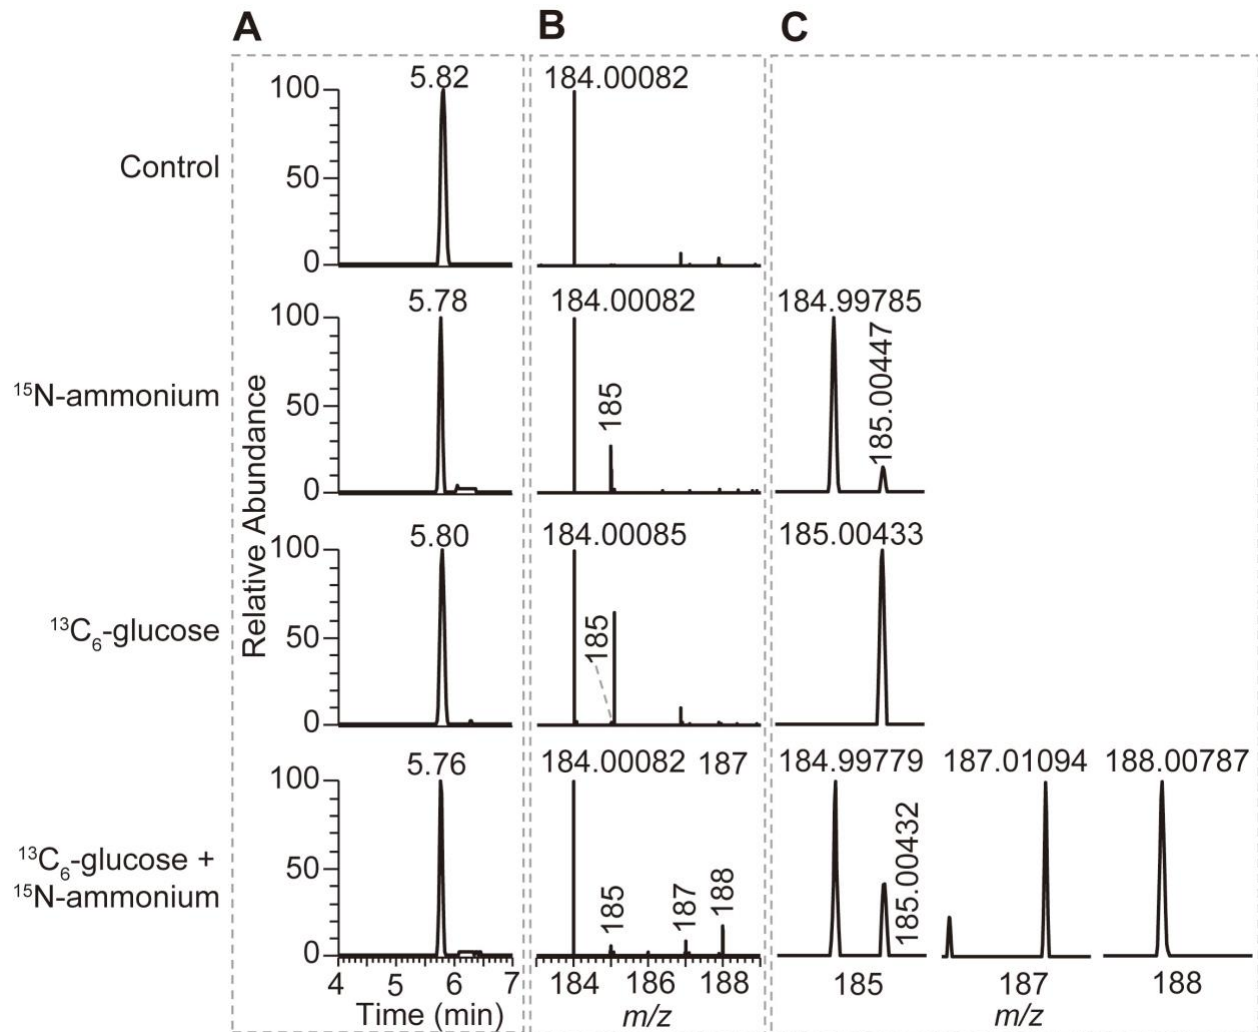 A B C
Control
Relative Abundance
100
50
0
5.82
184.00082
¹⁵N-ammonium
100
50
0
5.78
184.00082
185
184.99785
185.00447
¹³C₆-glucose
100
50
0
5.80
184.00085
185
185.00433
¹³C₆-glucose +
¹⁵N-ammonium
100
50
0
5.76
184.00082 187
185
187
188
184.99779
185.00432
187.01094
188.00787
4 5 6 7
Time (min)
184 186 188
m/z
185 187 188
m/z